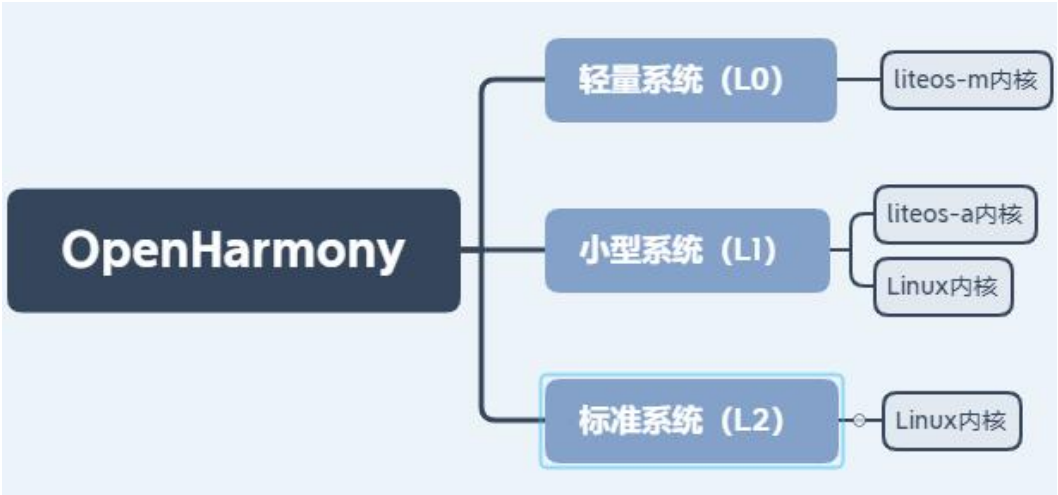 OpenHarmony
轻量系统（L0）
liteos-m内核
小型系统（L1）
liteos-a内核
Linux内核
标准系统（L2）
Linux内核